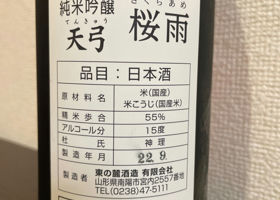 純米吟醸
てんきゅう
天弓
さくらあめ
桜雨
品目：日本酒
原材料名 米(国産)
米こうじ(国産米)
精米歩合 55%
アルコール分 15度
杜氏 神理
製造年月 22.9
製造者 東の麓酒造 有限会社
山形県南陽市宮内2557番地
TEL(0238)47-5111